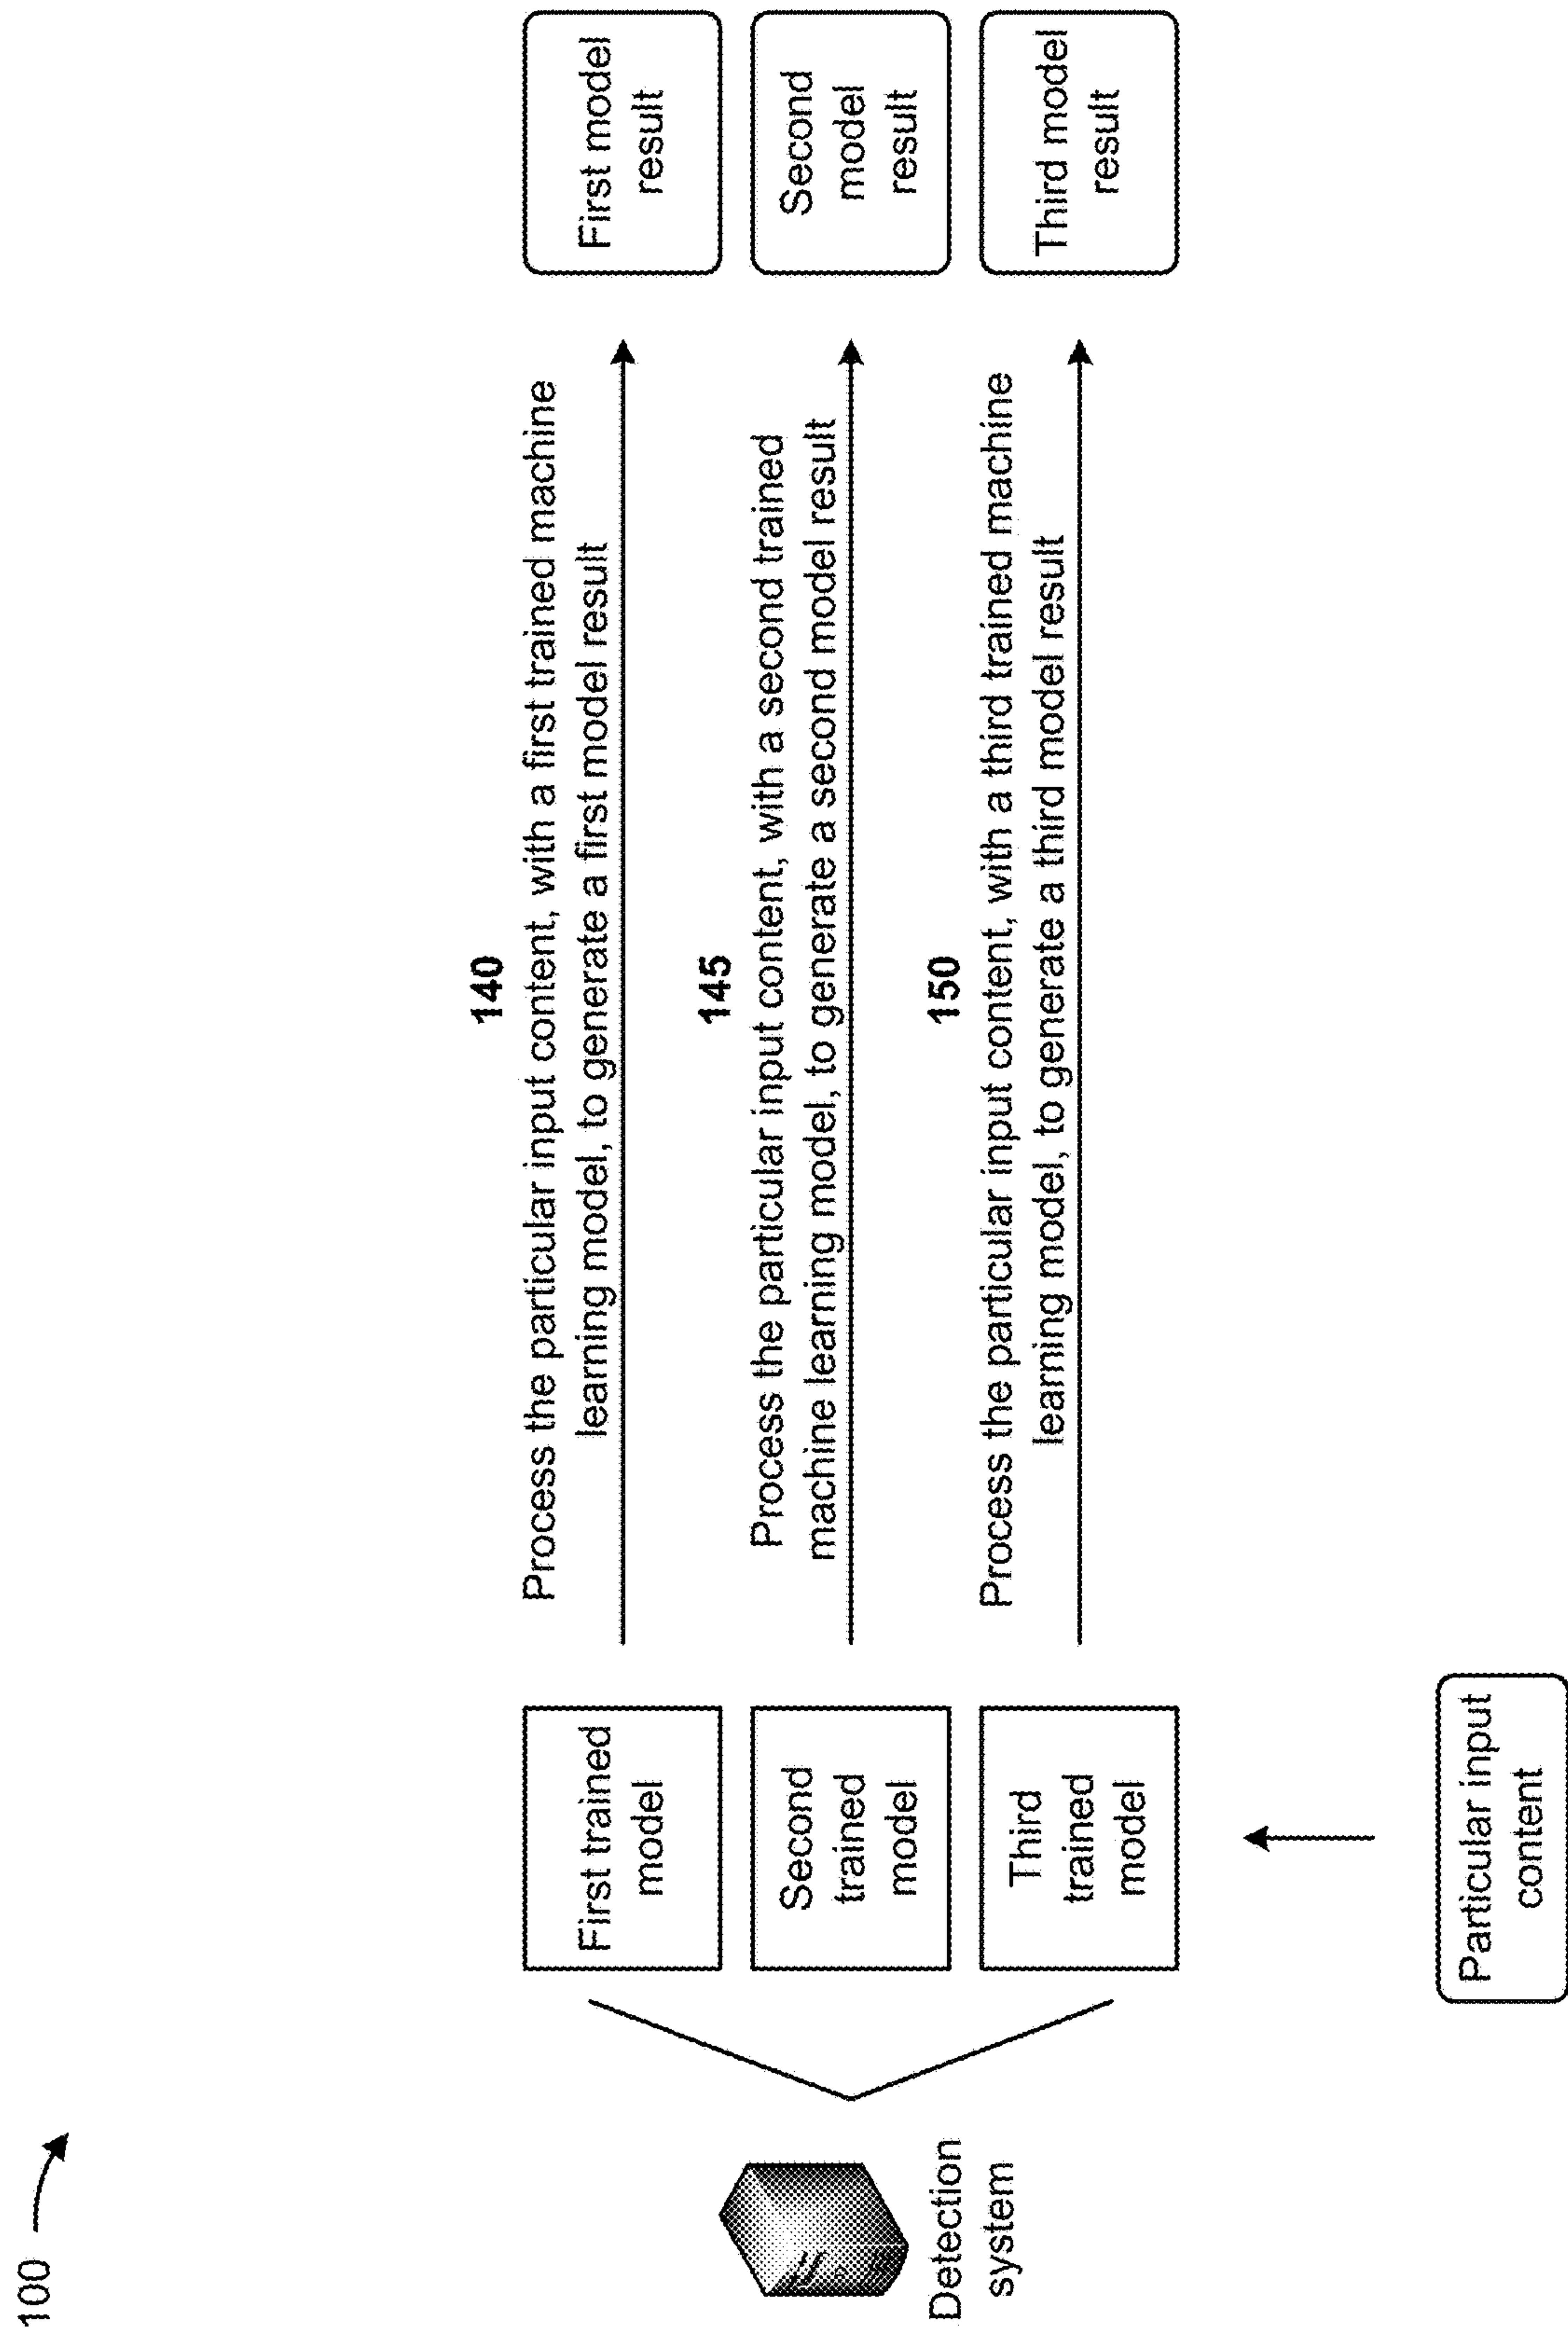 100
140
Process the particular input content, with a first trained machine
learning model, to generate a first model result
145
Process the particular input content, with a second trained
machine learning model, to generate a second model result
150
Process the particular input content, with a third trained machine
learning model, to generate a third model result
First trained
model
Second
trained
model
Third
trained
model
First model
result
Second
model
result
Third model
result
Detection
system
Particular input
content